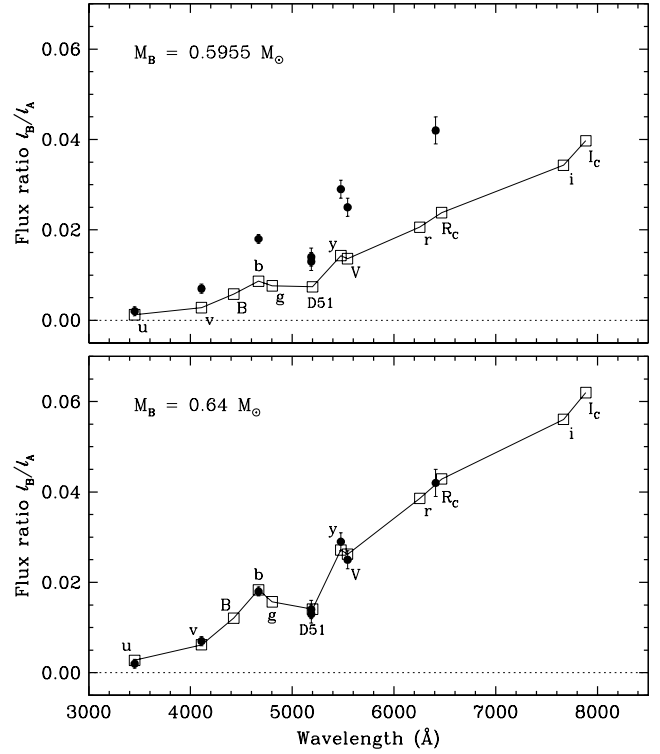 0.06
M_B = 0.5955 M_⊙
0.04
Flux ratio ℓ_B/ℓ_A
I_C
i
0.02
y
r
R_C
b
V
g
D51
B
0.00
u
v
0.06
M_B = 0.64 M_⊙
I_C
i
0.04
Flux ratio ℓ_B/ℓ_A
R_C
r
y
0.02
b
V
B
g
v
D51
u
0.00
3000 4000 5000 6000 7000 8000
Wavelength (Å)